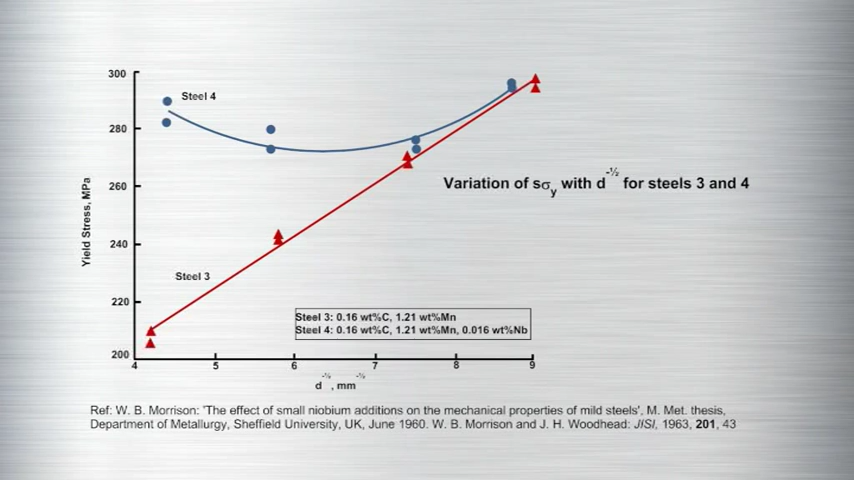 300
Steel 4
280
Variation of sσy with d-½ for steels 3 and 4
260
Yield Stress, MPa
240
Steel 3
220
Steel 3: 0.16 wt%C, 1.21 wt%Mn
Steel 4: 0.16 wt%C, 1.21 wt%Mn, 0.016 wt%Nb
200
4 5 6 7 8 9
d-½, mm-½
Ref: W. B. Morrison: 'The effect of small niobium additions on the mechanical properties of mild steels', M. Met. thesis,
Department of Metallurgy, Sheffield University, UK, June 1960. W. B. Morrison and J. H. Woodhead: JISI, 1963, 201, 43